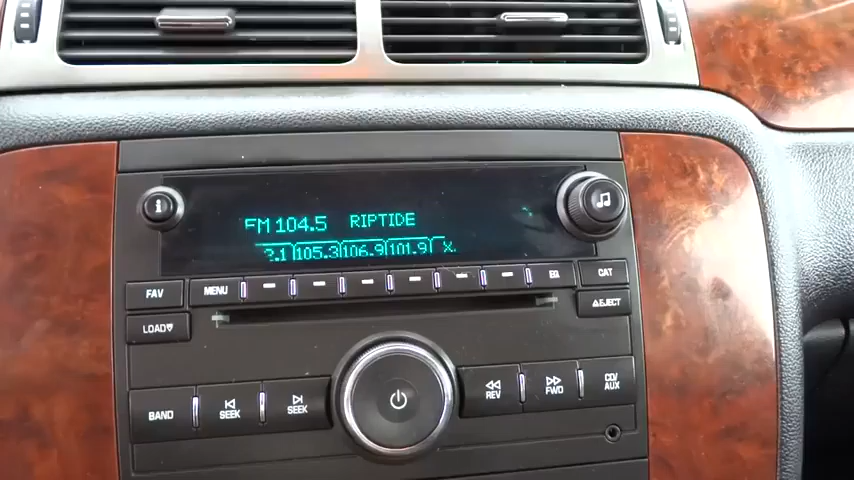 i
FM 104.5 RIPTIDE
105.3 106.9 101.9
FAV
MENU
EQ
CAT
LOAD
EJECT
BAND
SEEK
SEEK
REV
FWD
CD/
AUX